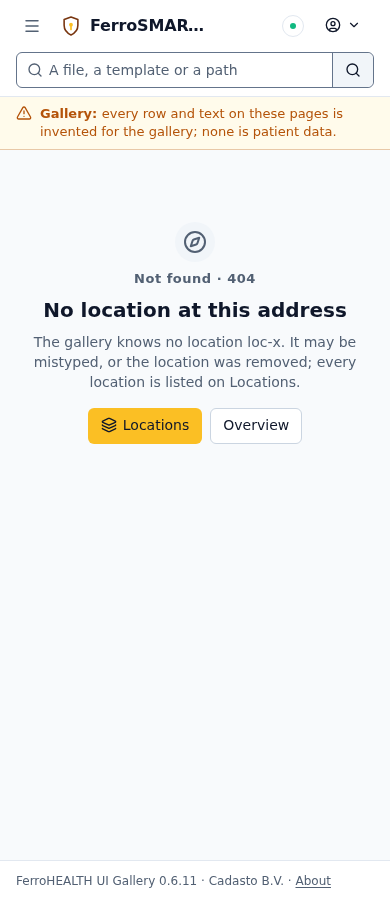 FerroSMAR…
A file, a template or a path
Gallery: every row and text on these pages is
invented for the gallery; none is patient data.
Not found · 404
No location at this address
The gallery knows no location loc-x. It may be
mistyped, or the location was removed; every
location is listed on Locations.
Locations
Overview
FerroHEALTH UI Gallery 0.6.11 · Cadasto B.V. · About